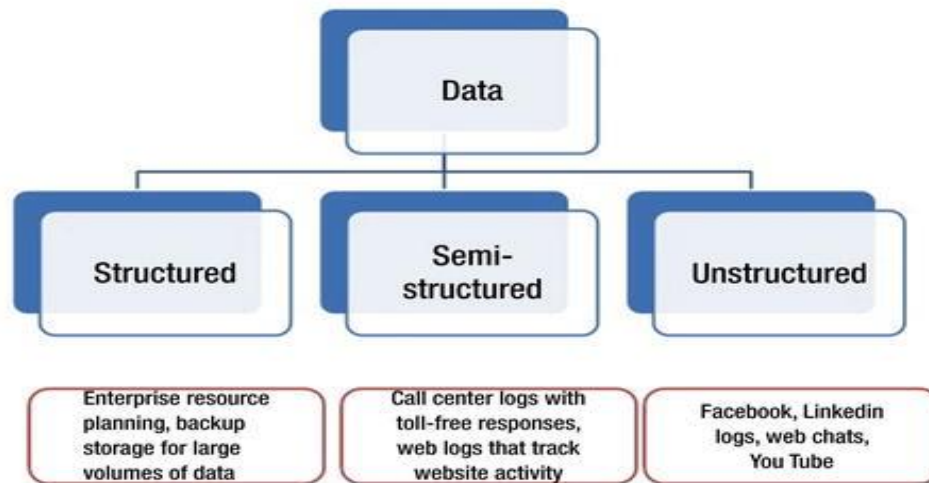 Data
Structured
Semi-
structured
Unstructured
Enterprise resource
planning, backup
storage for large
volumes of data
Call center logs with
toll-free responses,
web logs that track
website activity
Facebook, Linkedin
logs, web chats,
You Tube